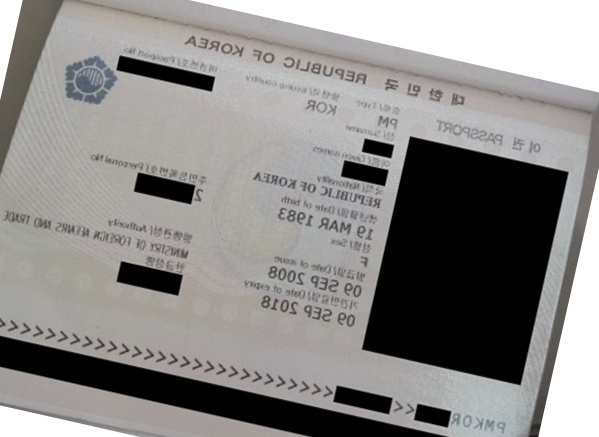 대한민국 REPUBLIC OF KOREA
여권 PASSPORT
종류/Type 발행국/Issuing country 여권번호/Passport No
PM KOR
성/Surname
이름/Given names
국적/Nationality 주민등록번호/Personal No
REPUBLIC OF KOREA 2
생년월일/Date of birth
19 MAR 1983
성별/Sex 발행관청/Authority
F MINISTRY OF FOREIGN AFFAIRS AND TRADE
발급일/Date of issue 한글성명
09 SEP 2008
기간만료일/Date of expiry
09 SEP 2018
PMKOR <<